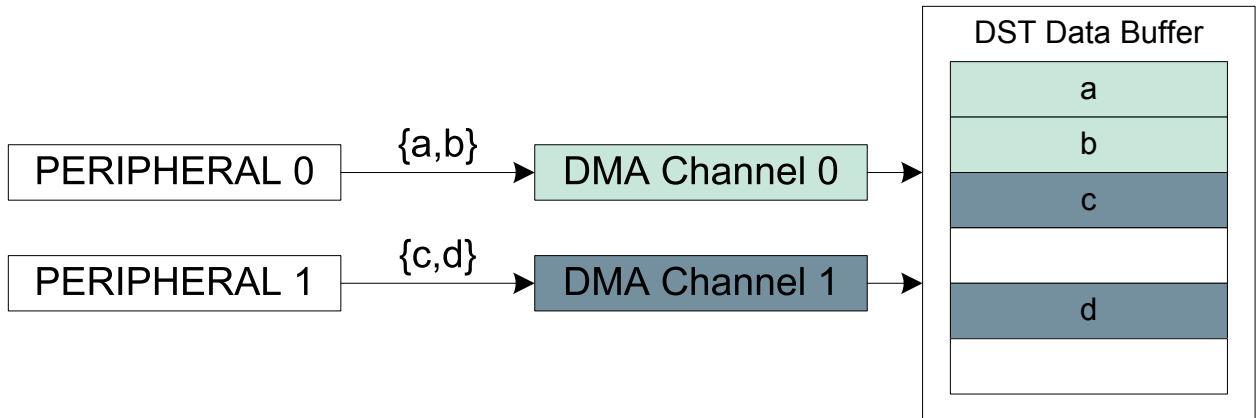 DST Data Buffer
a
b
c
d
PERIPHERAL 0
{a,b}
DMA Channel 0
PERIPHERAL 1
{c,d}
DMA Channel 1